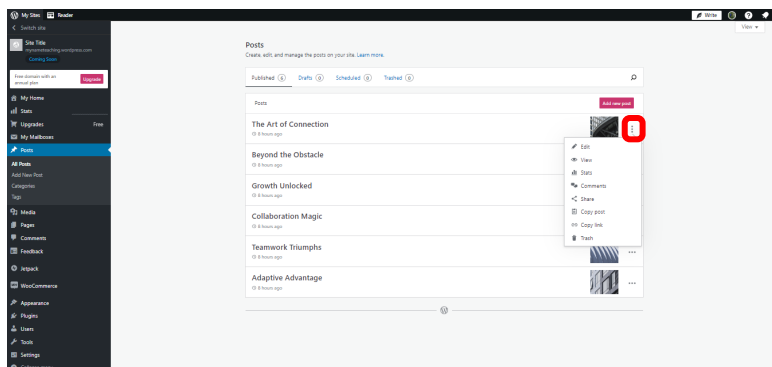 My Sites Reader Write
Switch site View
Site Title
mynameteaching.wordpress.com
Coming Soon
Free domain with an
annual plan
Upgrade
My Home
Stats
Upgrades Free
My Mailboxes
Posts
All Posts
Add New Post
Categories
Tags
Media
Pages
Comments
Feedback
Jetpack
WooCommerce
Appearance
Plugins
Users
Tools
Settings
Posts
Create, edit, and manage the posts on your site. Learn more.
Published 6 Drafts 0 Scheduled 0 Trashed 0
Posts Add new post
The Art of Connection
8 hours ago
Beyond the Obstacle
8 hours ago
Growth Unlocked
8 hours ago
Collaboration Magic
8 hours ago
Teamwork Triumphs
8 hours ago
Adaptive Advantage
8 hours ago
Edit
View
Stats
Comments
Share
Copy post
Copy link
Trash